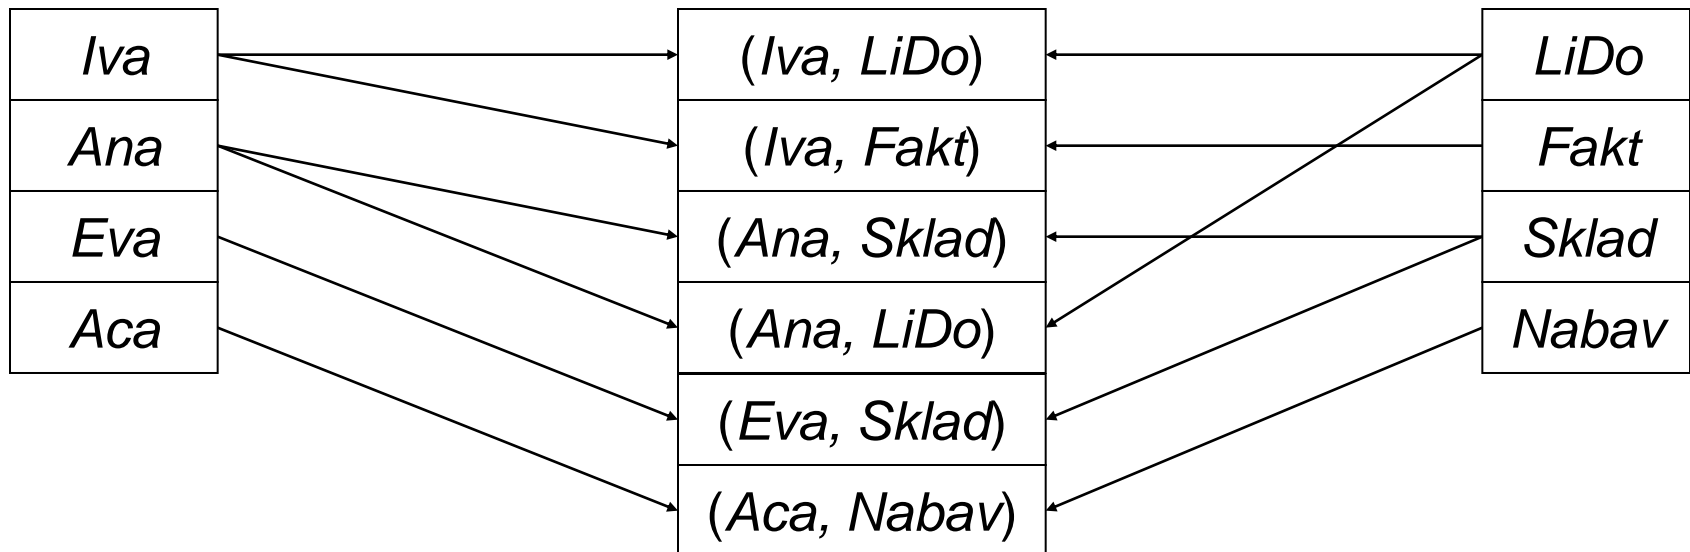 Iva
Ana
Eva
Aca
(Iva, LiDo)
(Iva, Fakt)
(Ana, Sklad)
(Ana, LiDo)
(Eva, Sklad)
(Aca, Nabav)
LiDo
Fakt
Sklad
Nabav